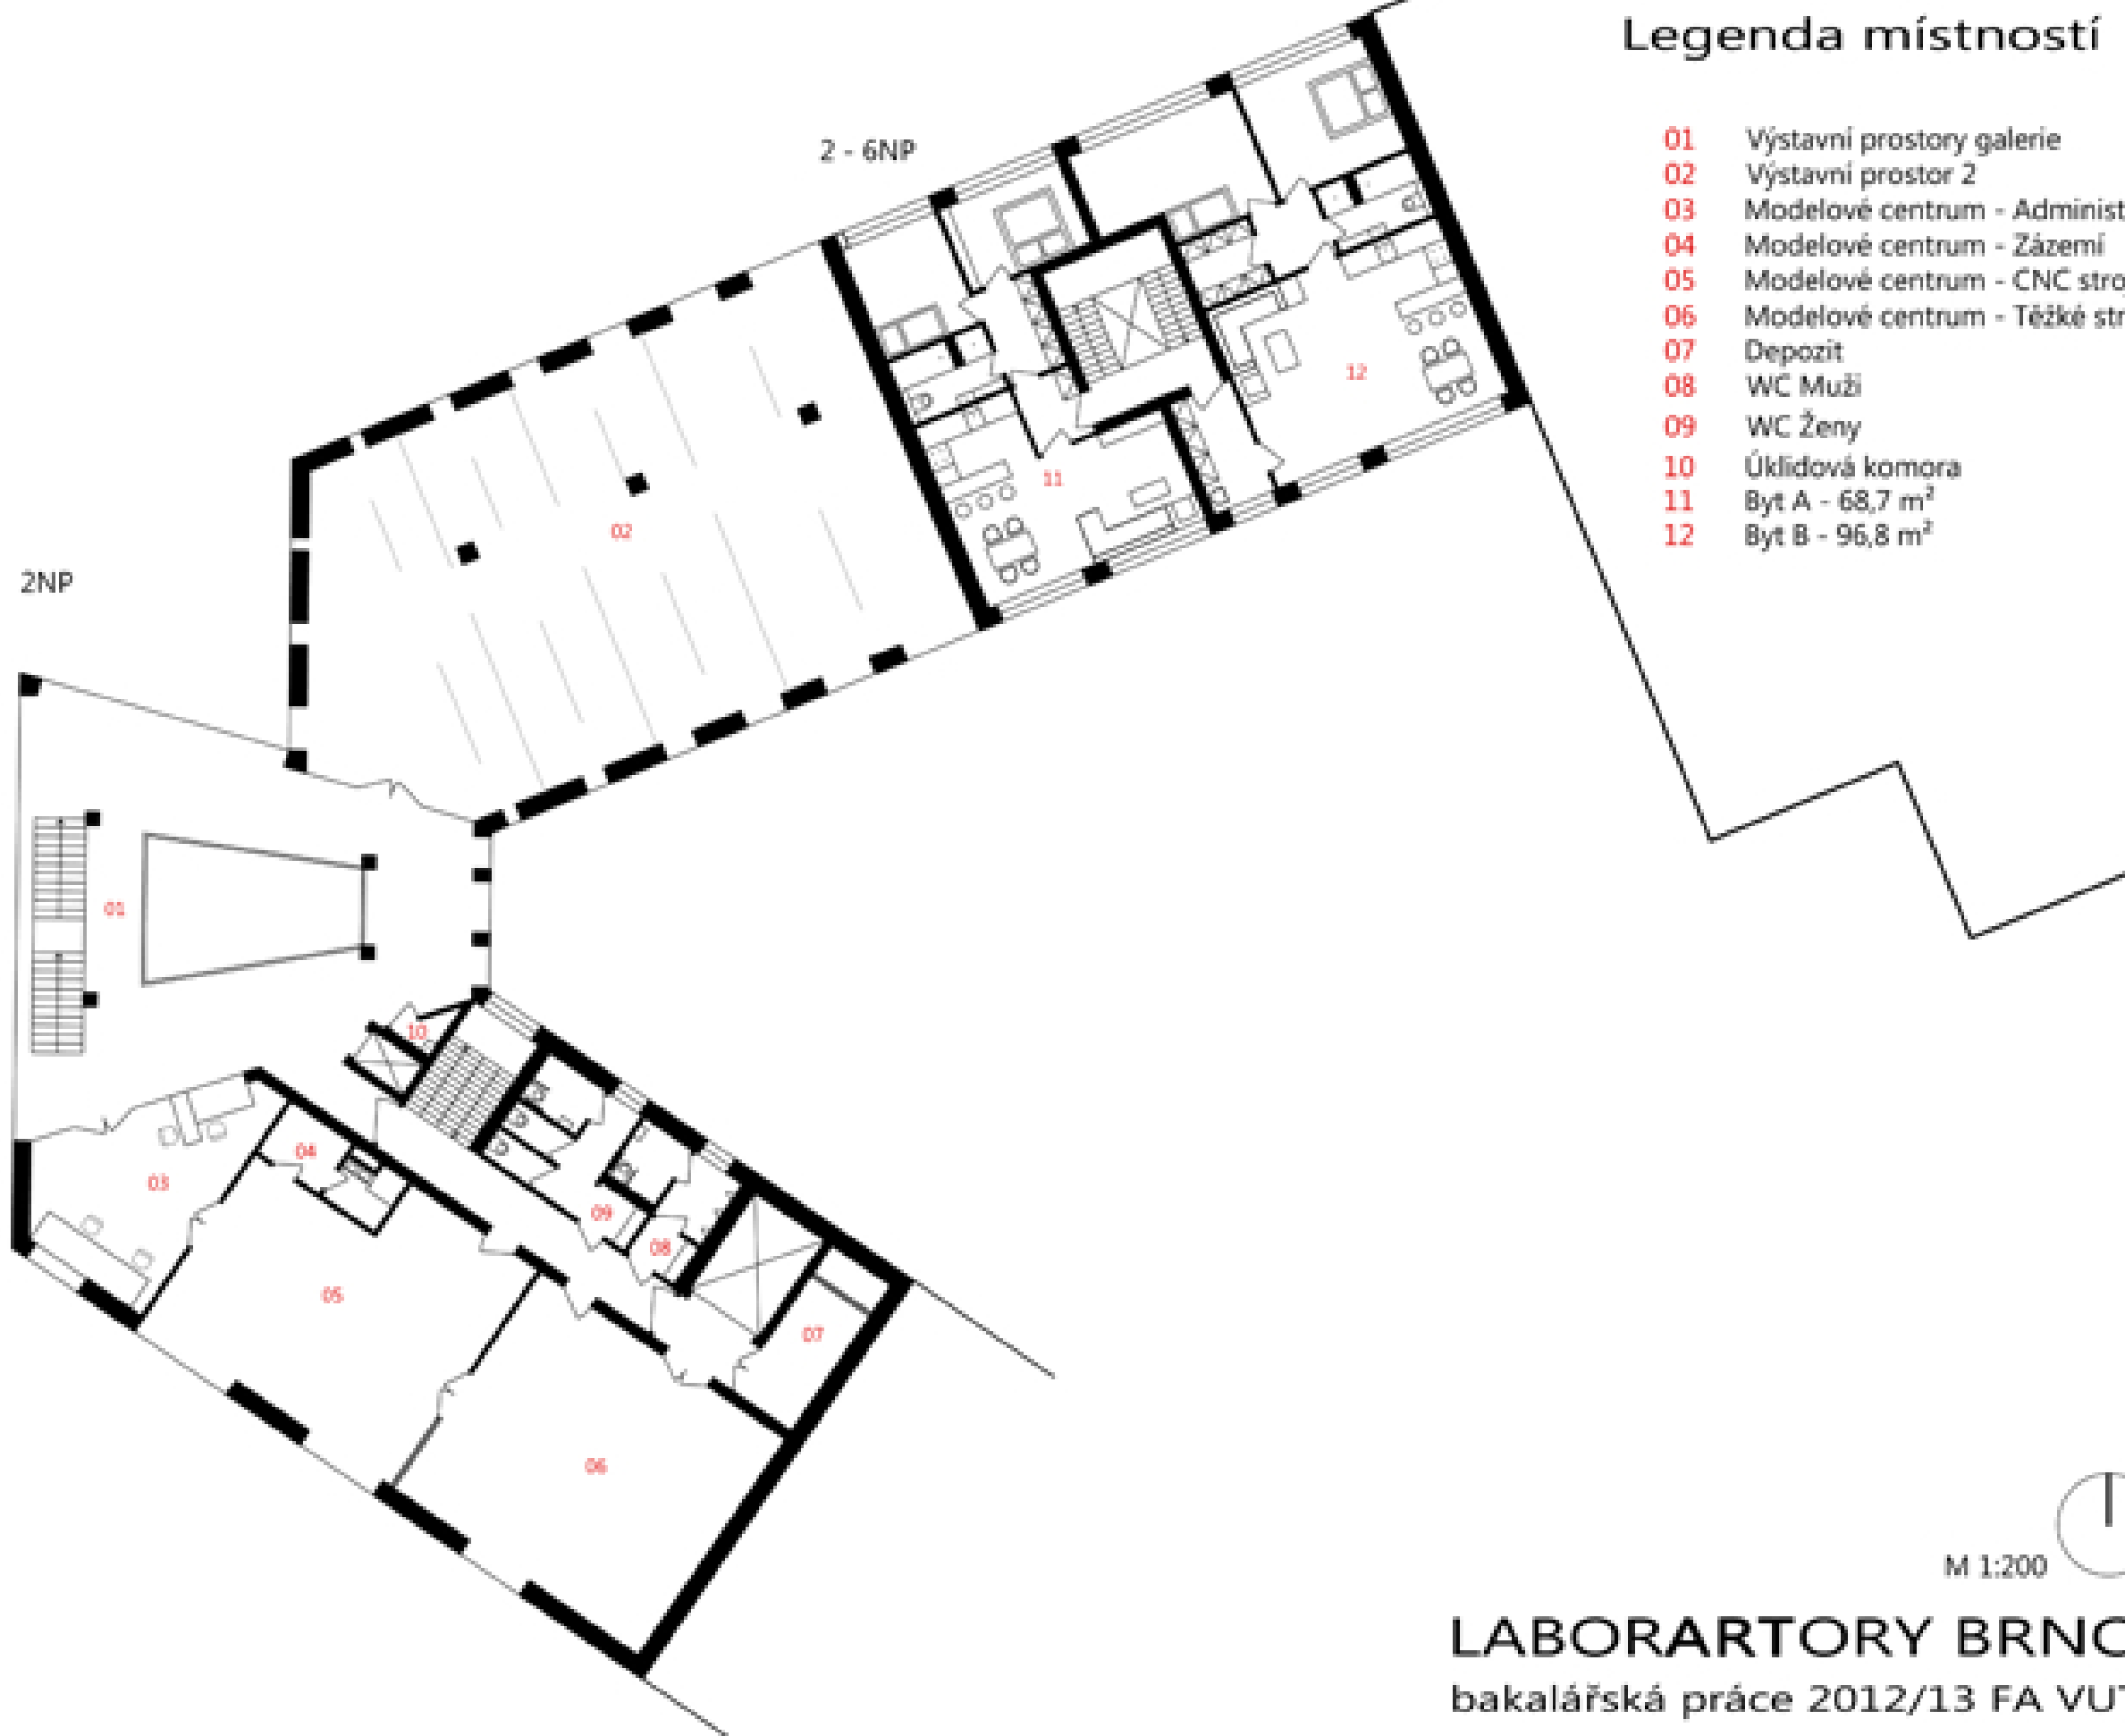 Legenda místností
01 Výstavní prostory galerie
02 Výstavní prostor 2
03 Modelové centrum - Administ
04 Modelové centrum - Zázemí
05 Modelové centrum - CNC stro
06 Modelové centrum - Těžké str
07 Depozit
08 WC Muži
09 WC Ženy
10 Úklidová komora
11 Byt A - 68,7 m²
12 Byt B - 96,8 m²
2 - 6NP
12
11
02
2NP
01
10
04
03
09
08
05
07
06
M 1:200
LABORARTORY BRNO
bakalářská práce 2012/13 FA VUT